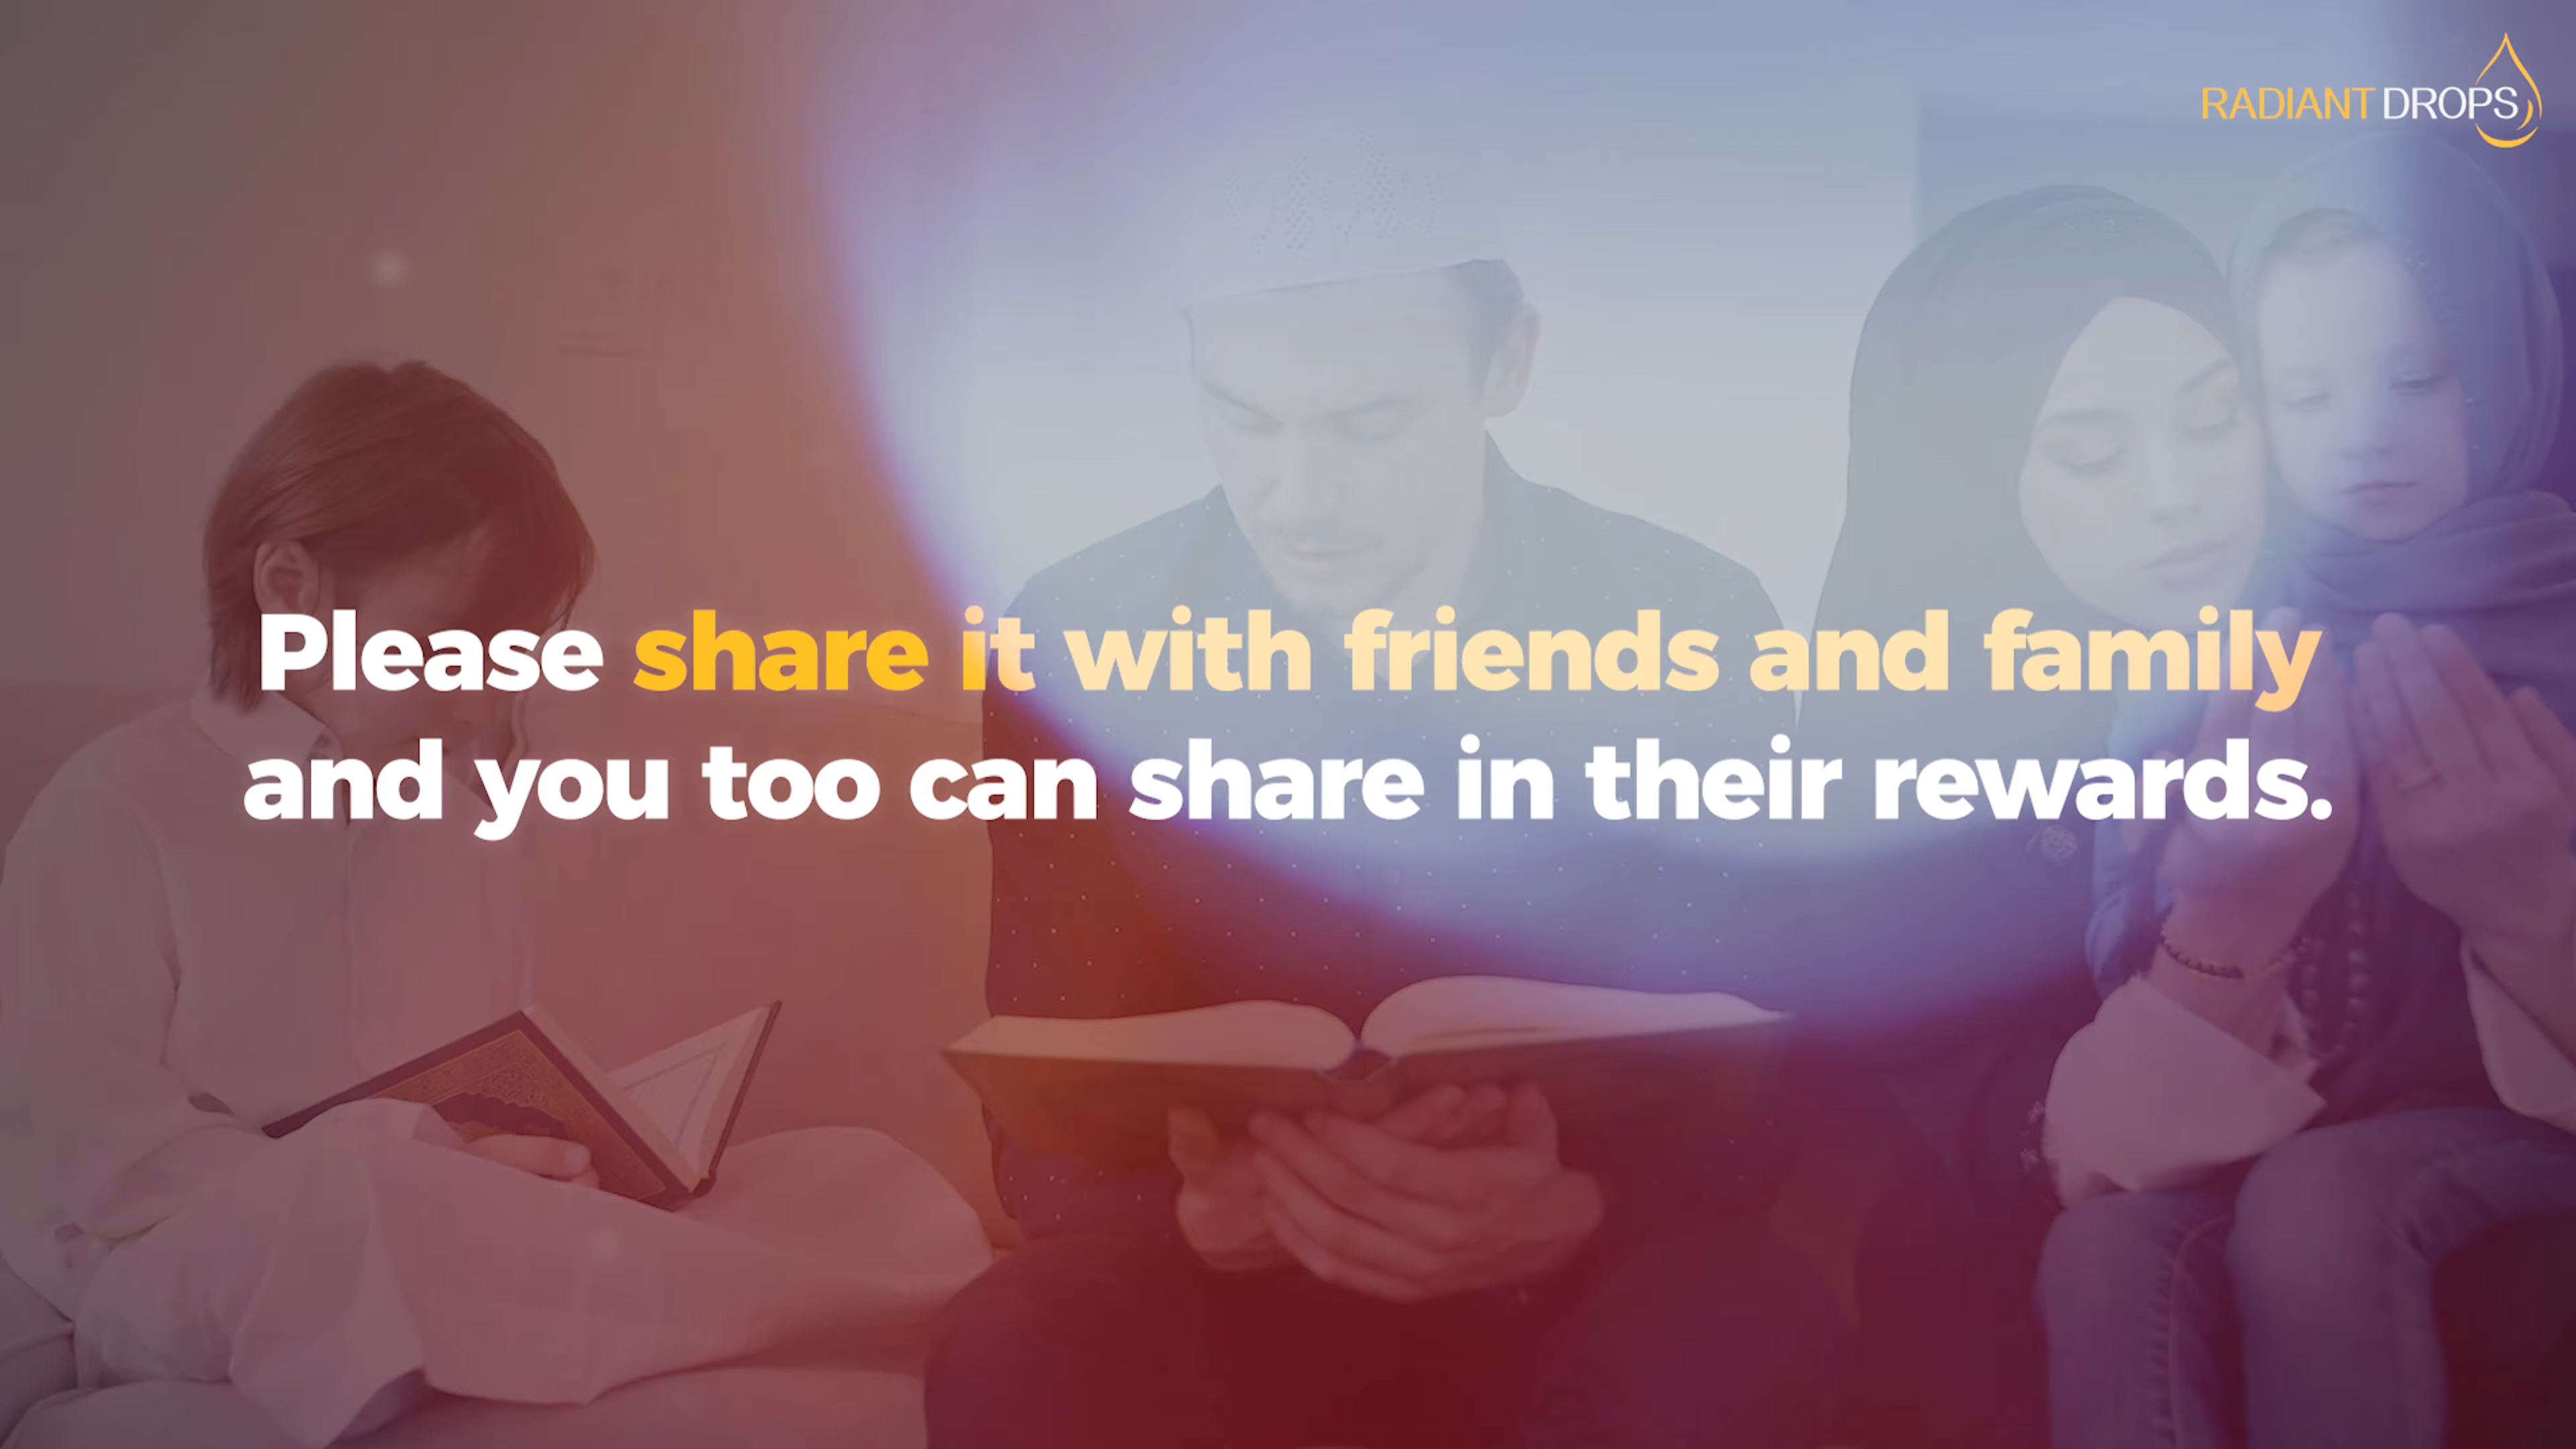 RADIANT DROPS
Please share it with friends and family
and you too can share in their rewards.